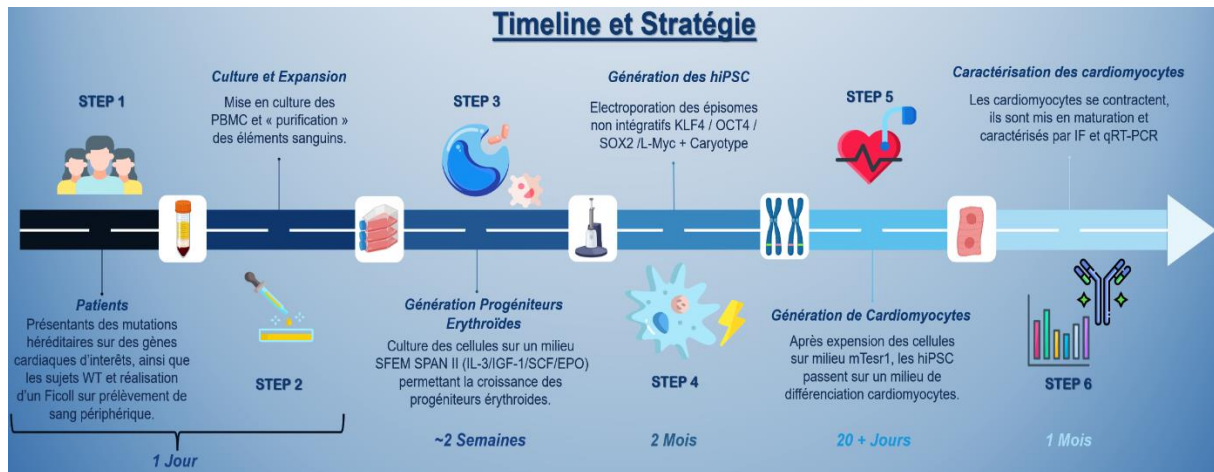 Timeline et Stratégie
STEP 1
Patients
Présentants des mutations
héréditaires sur des gènes
cardiaques d'interêts, ainsi que
les sujets WT et réalisation
d'un Ficoll sur prélèvement de
sang périphérique.
Culture et Expansion
Mise en culture des
PBMC et « purification »
des éléments sanguins.
STEP 2
1 Jour
STEP 3
Génération Progéniteurs
Erythroïdes
Culture des cellules sur un milieu
SFEM SPAN II (IL-3/IGF-1/SCF/EPO)
permettant la croissance des
progéniteurs érythroides.
~2 Semaines
Génération des hiPSC
Electroporation des épisomes
non intégratifs KLF4 / OCT4 /
SOX2 /L-Myc + Caryotype
STEP 4
2 Mois
STEP 5
Génération de Cardiomyocytes
Après expension des cellules
sur milieu mTesr1, les hiPSC
passent sur un milieu de
différenciation cardiomyocytes.
20 + Jours
Caractérisation des cardiomyocytes
Les cardiomyocytes se contractent,
ils sont mis en maturation et
caractérisés par IF et qRT-PCR
STEP 6
1 Mois